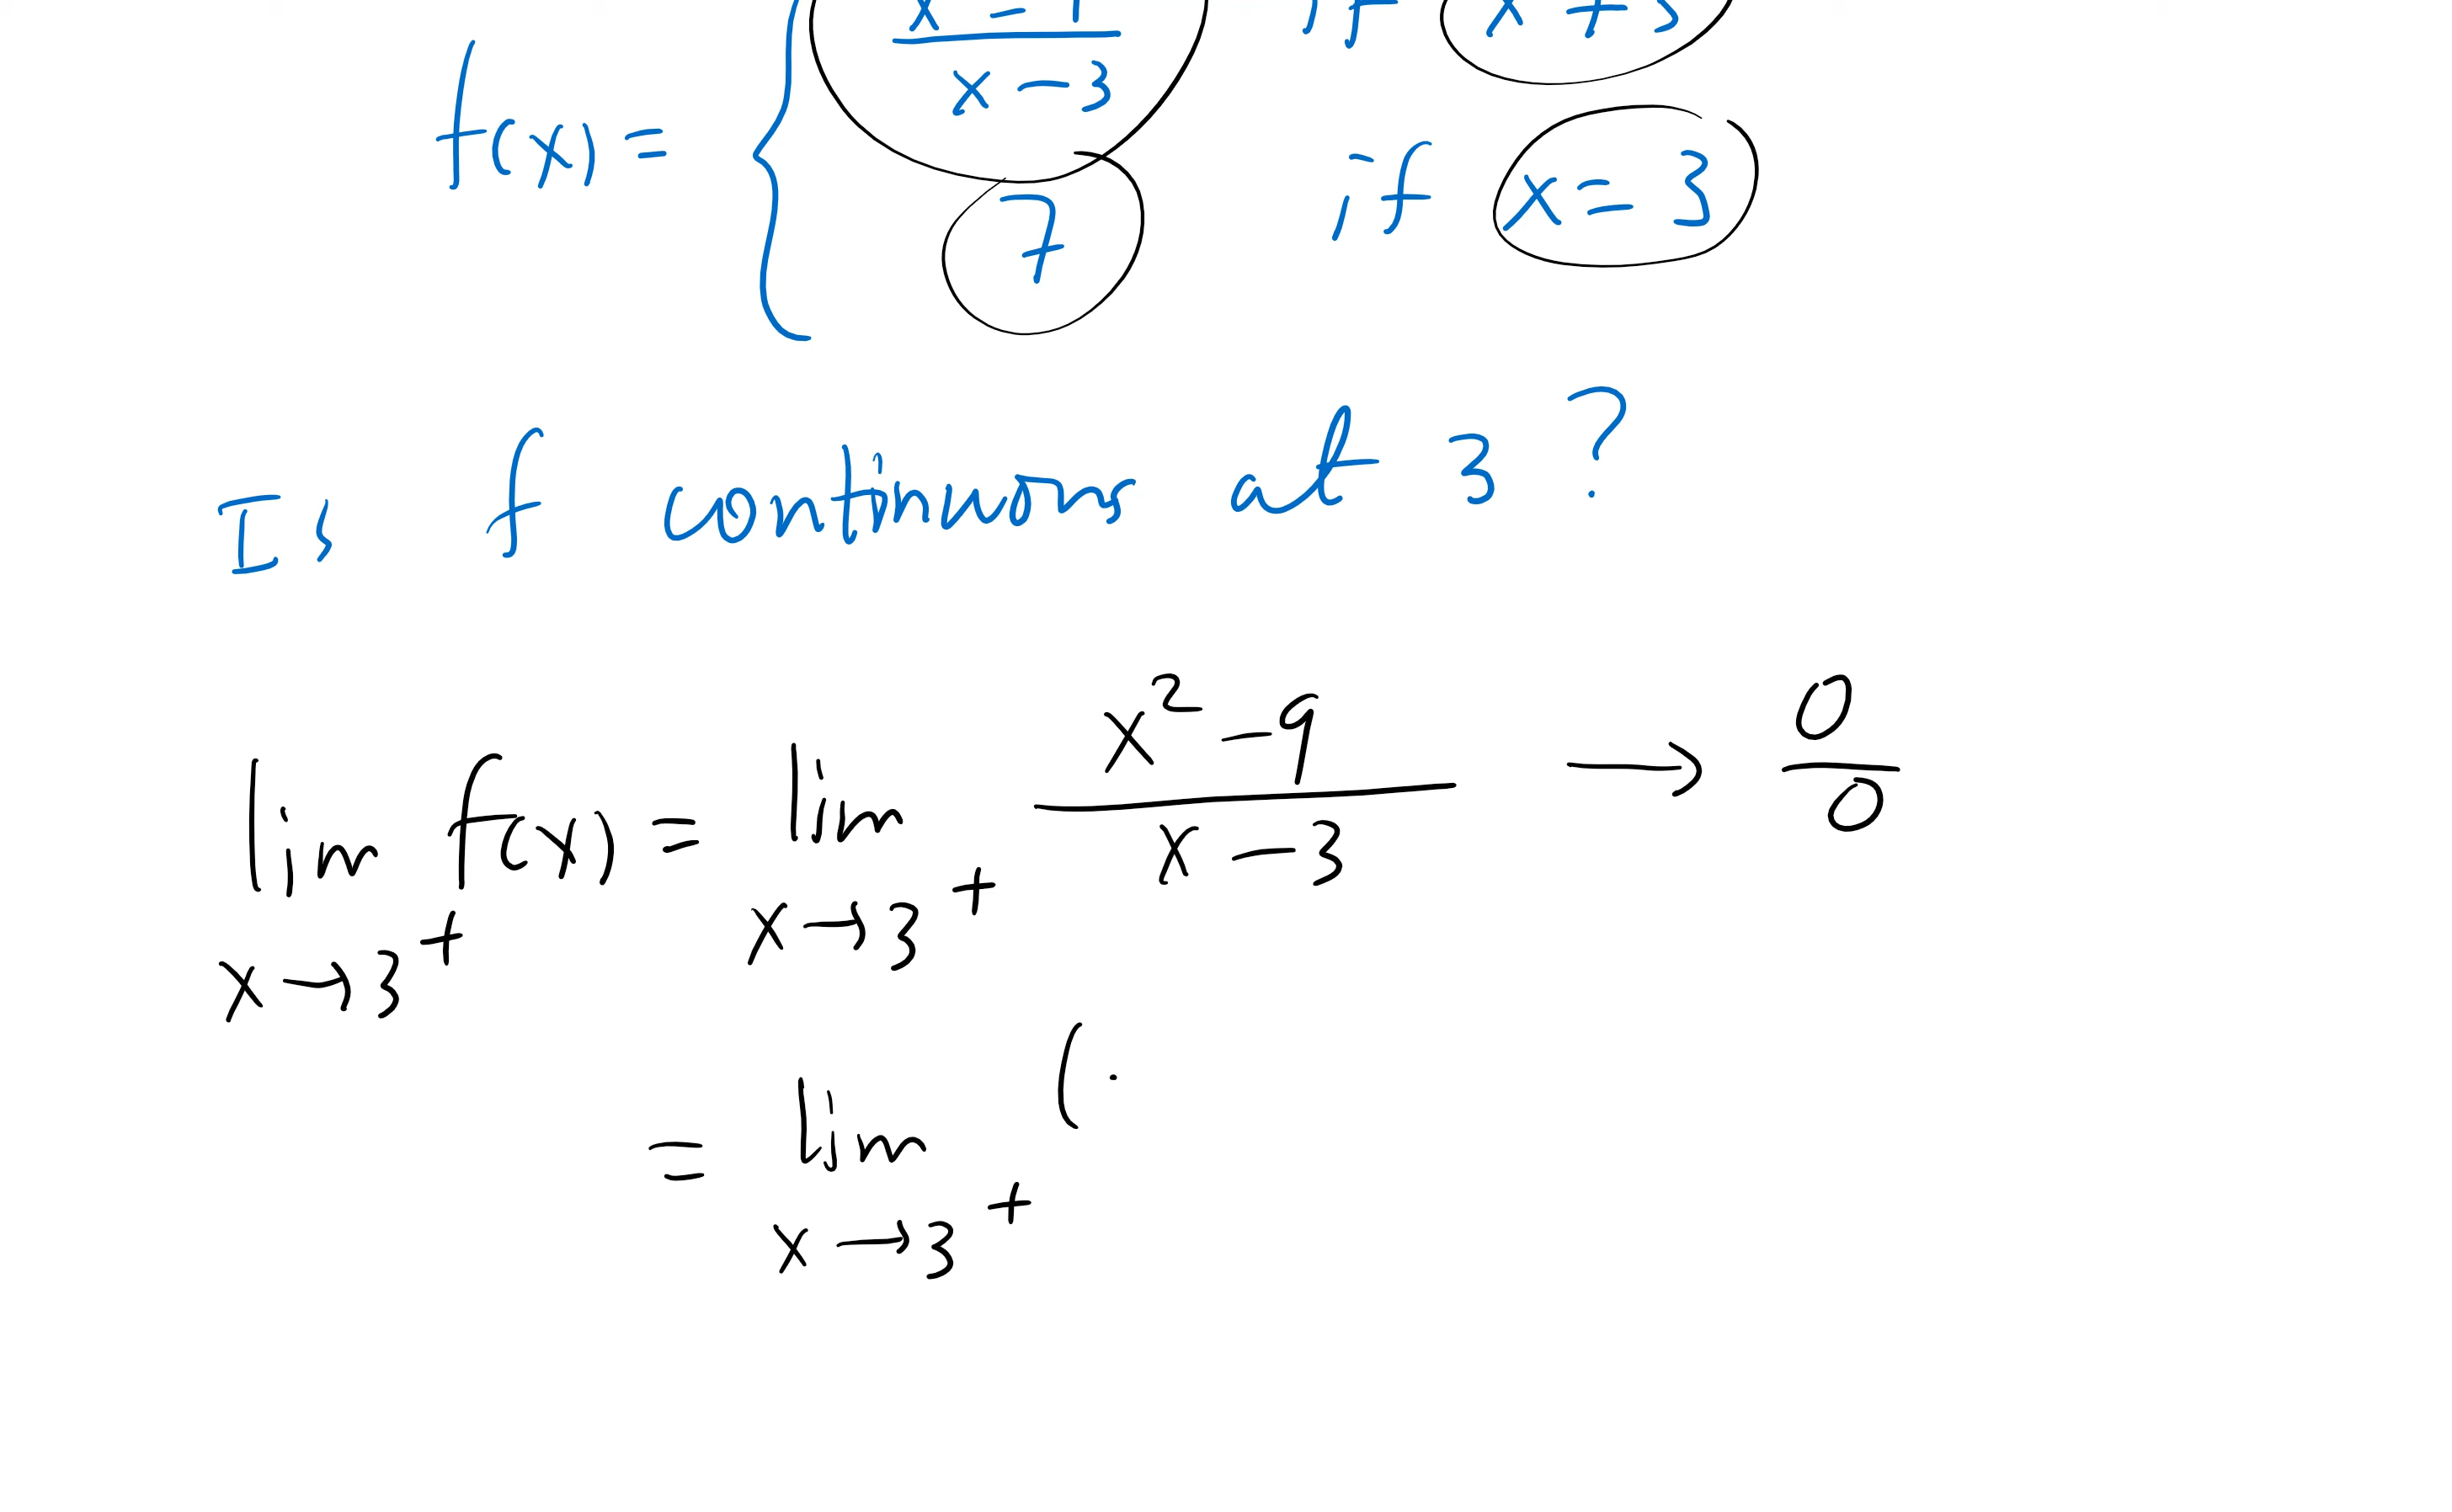 x - 9 , if x ≠ 3
f(x) = {
x - 3
7 , if x = 3
Is f continuous at 3 ?
lim f(x) = lim x² - 9 / x - 3 → 0 / 0
x → 3⁺ x → 3⁺
= lim ( .
x → 3⁺